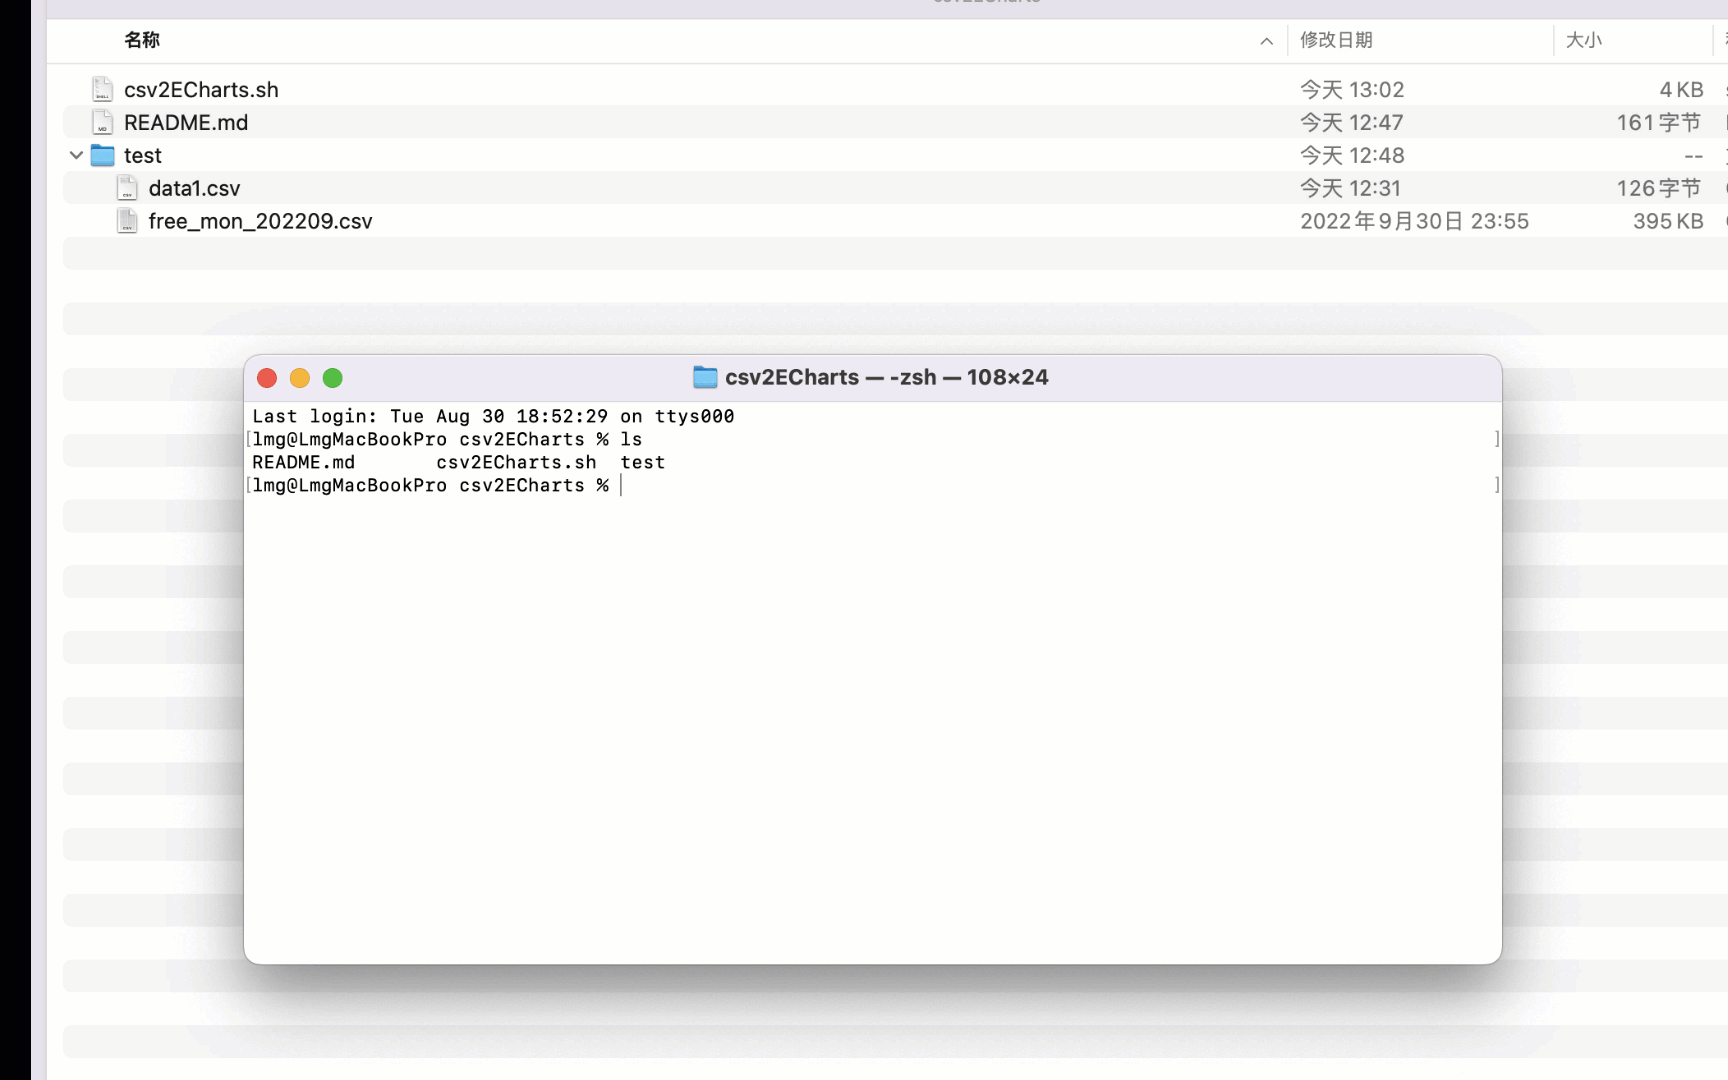 名称 修改日期 大小
csv2ECharts.sh 今天 13:02 4 KB
README.md 今天 12:47 161 字节
test 今天 12:48 --
data1.csv 今天 12:31 126 字节
free_mon_202209.csv 2022年9月30日 23:55 395 KB
csv2ECharts — -zsh — 108×24
Last login: Tue Aug 30 18:52:29 on ttys000
[lmg@LmgMacBookPro csv2ECharts % ls ]
README.md csv2ECharts.sh test
[lmg@LmgMacBookPro csv2ECharts % ]